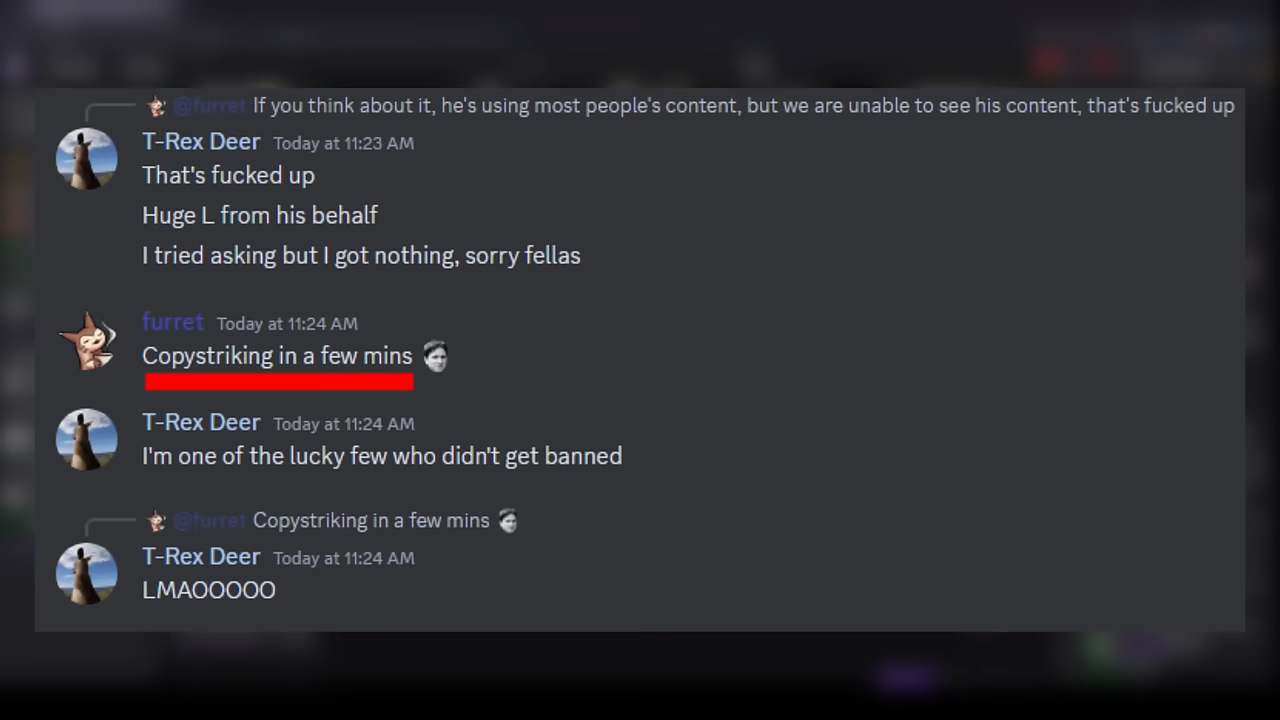 @furret If you think about it, he's using most people's content, but we are unable to see his content, that's fucked up
T-Rex Deer Today at 11:23 AM
That's fucked up
Huge L from his behalf
I tried asking but I got nothing, sorry fellas
furret Today at 11:24 AM
Copystriking in a few mins
T-Rex Deer Today at 11:24 AM
I'm one of the lucky few who didn't get banned
@furret Copystriking in a few mins
T-Rex Deer Today at 11:24 AM
LMAOOOOO